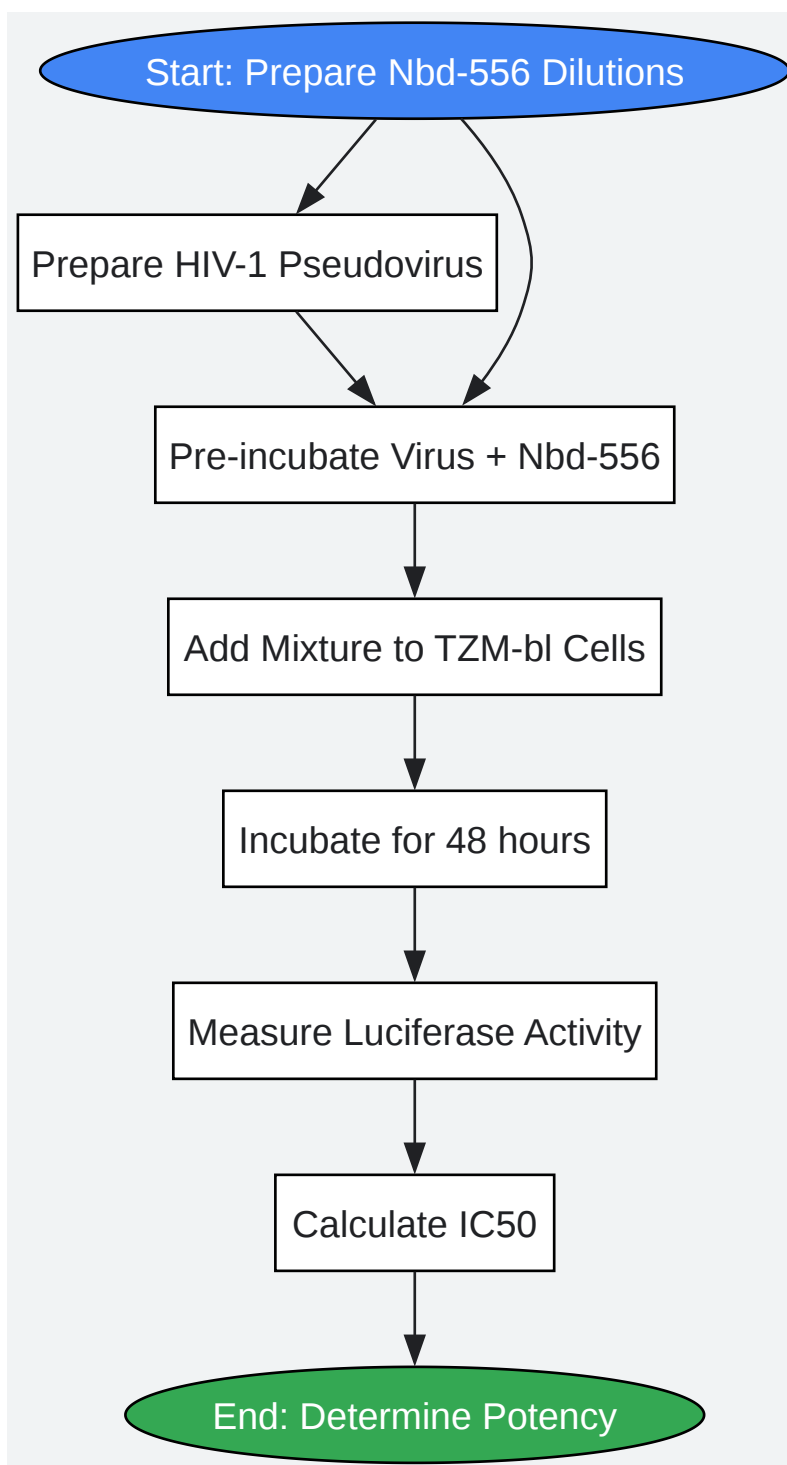 Start: Prepare Nbd-556 Dilutions
Prepare HIV-1 Pseudovirus
Pre-incubate Virus + Nbd-556
Add Mixture to TZM-bl Cells
Incubate for 48 hours
Measure Luciferase Activity
Calculate IC50
End: Determine Potency